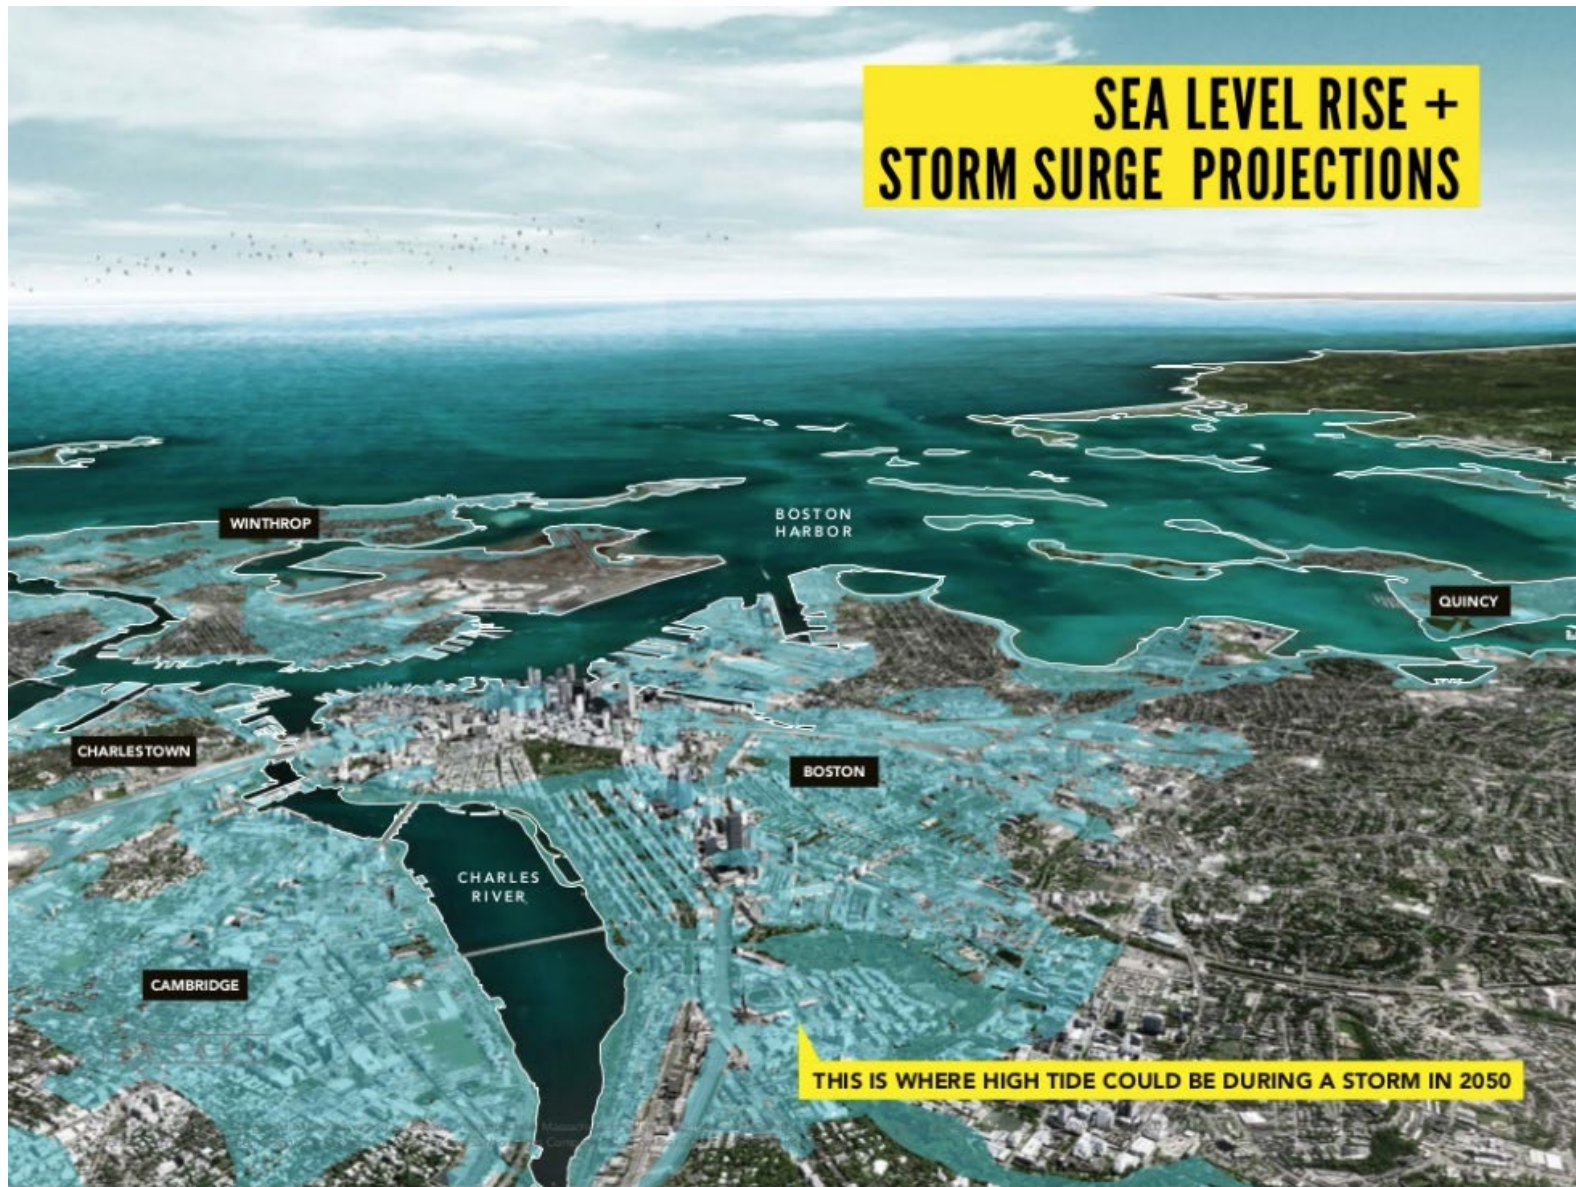 SEA LEVEL RISE +
STORM SURGE PROJECTIONS
WINTHROP
BOSTON
HARBOR
QUINCY
CHARLESTOWN
BOSTON
CHARLES
RIVER
CAMBRIDGE
THIS IS WHERE HIGH TIDE COULD BE DURING A STORM IN 2050